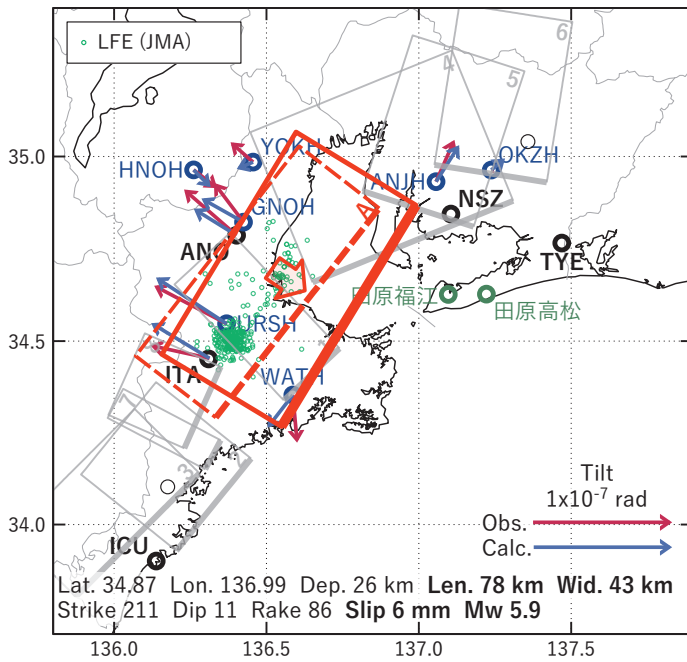 LFE (JMA)
6
4
5
35.0
YOKH
HNOH
OKZH
ANJH
GNOH
NSZ
A
ANO
TYE
田原福江
田原高松
URSH
34.5
1
ITA
WATH
2
3
Tilt
1x10⁻⁷ rad
Obs.
Calc.
34.0
ICU
Lat. 34.87 Lon. 136.99 Dep. 26 km Len. 78 km Wid. 43 km
Strike 211 Dip 11 Rake 86 Slip 6 mm Mw 5.9
136.0 136.5 137.0 137.5